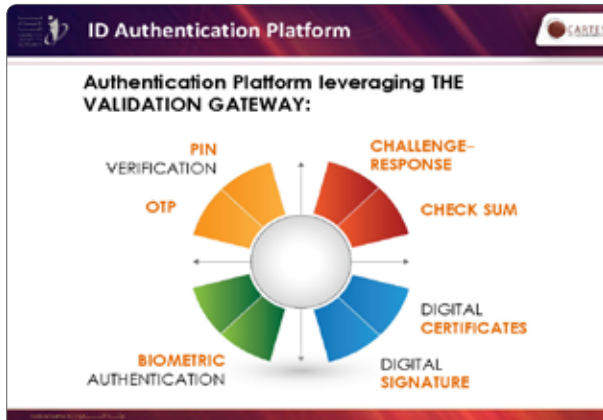 ID Authentication Platform
CARTES
Authentication Platform leveraging THE
VALIDATION GATEWAY:
PIN
VERIFICATION
OTP
CHALLENGE–
RESPONSE
CHECK SUM
BIOMETRIC
AUTHENTICATION
DIGITAL
CERTIFICATES
DIGITAL
SIGNATURE